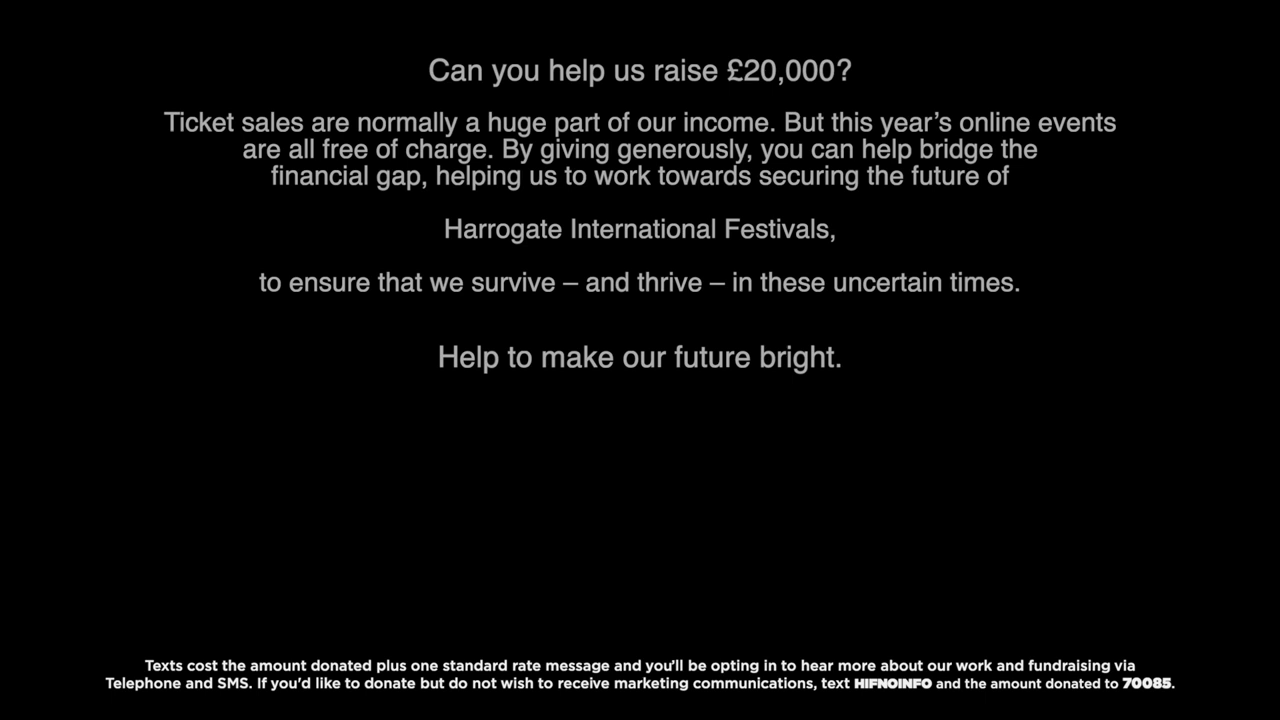 Can you help us raise £20,000?
Ticket sales are normally a huge part of our income. But this year’s online events
are all free of charge. By giving generously, you can help bridge the
financial gap, helping us to work towards securing the future of
Harrogate International Festivals,
to ensure that we survive – and thrive – in these uncertain times.
Help to make our future bright.
Texts cost the amount donated plus one standard rate message and you’ll be opting in to hear more about our work and fundraising via
Telephone and SMS. If you'd like to donate but do not wish to receive marketing communications, text HIFNOINFO and the amount donated to 70085.